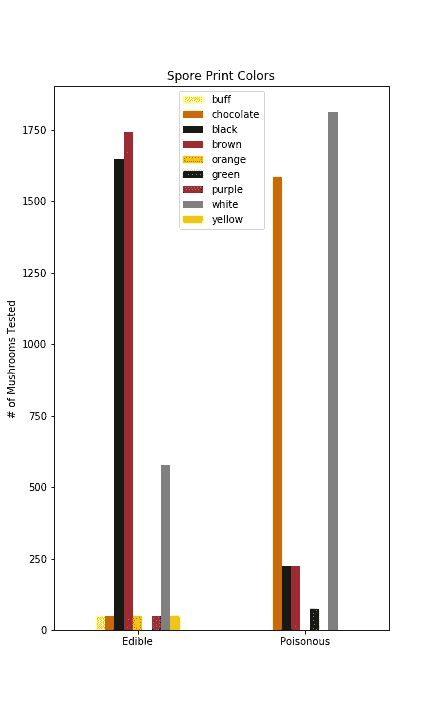 Spore Print Colors
buff
chocolate
black
brown
orange
green
purple
white
yellow
# of Mushrooms Tested
1750
1500
1250
1000
750
500
250
0
Edible
Poisonous